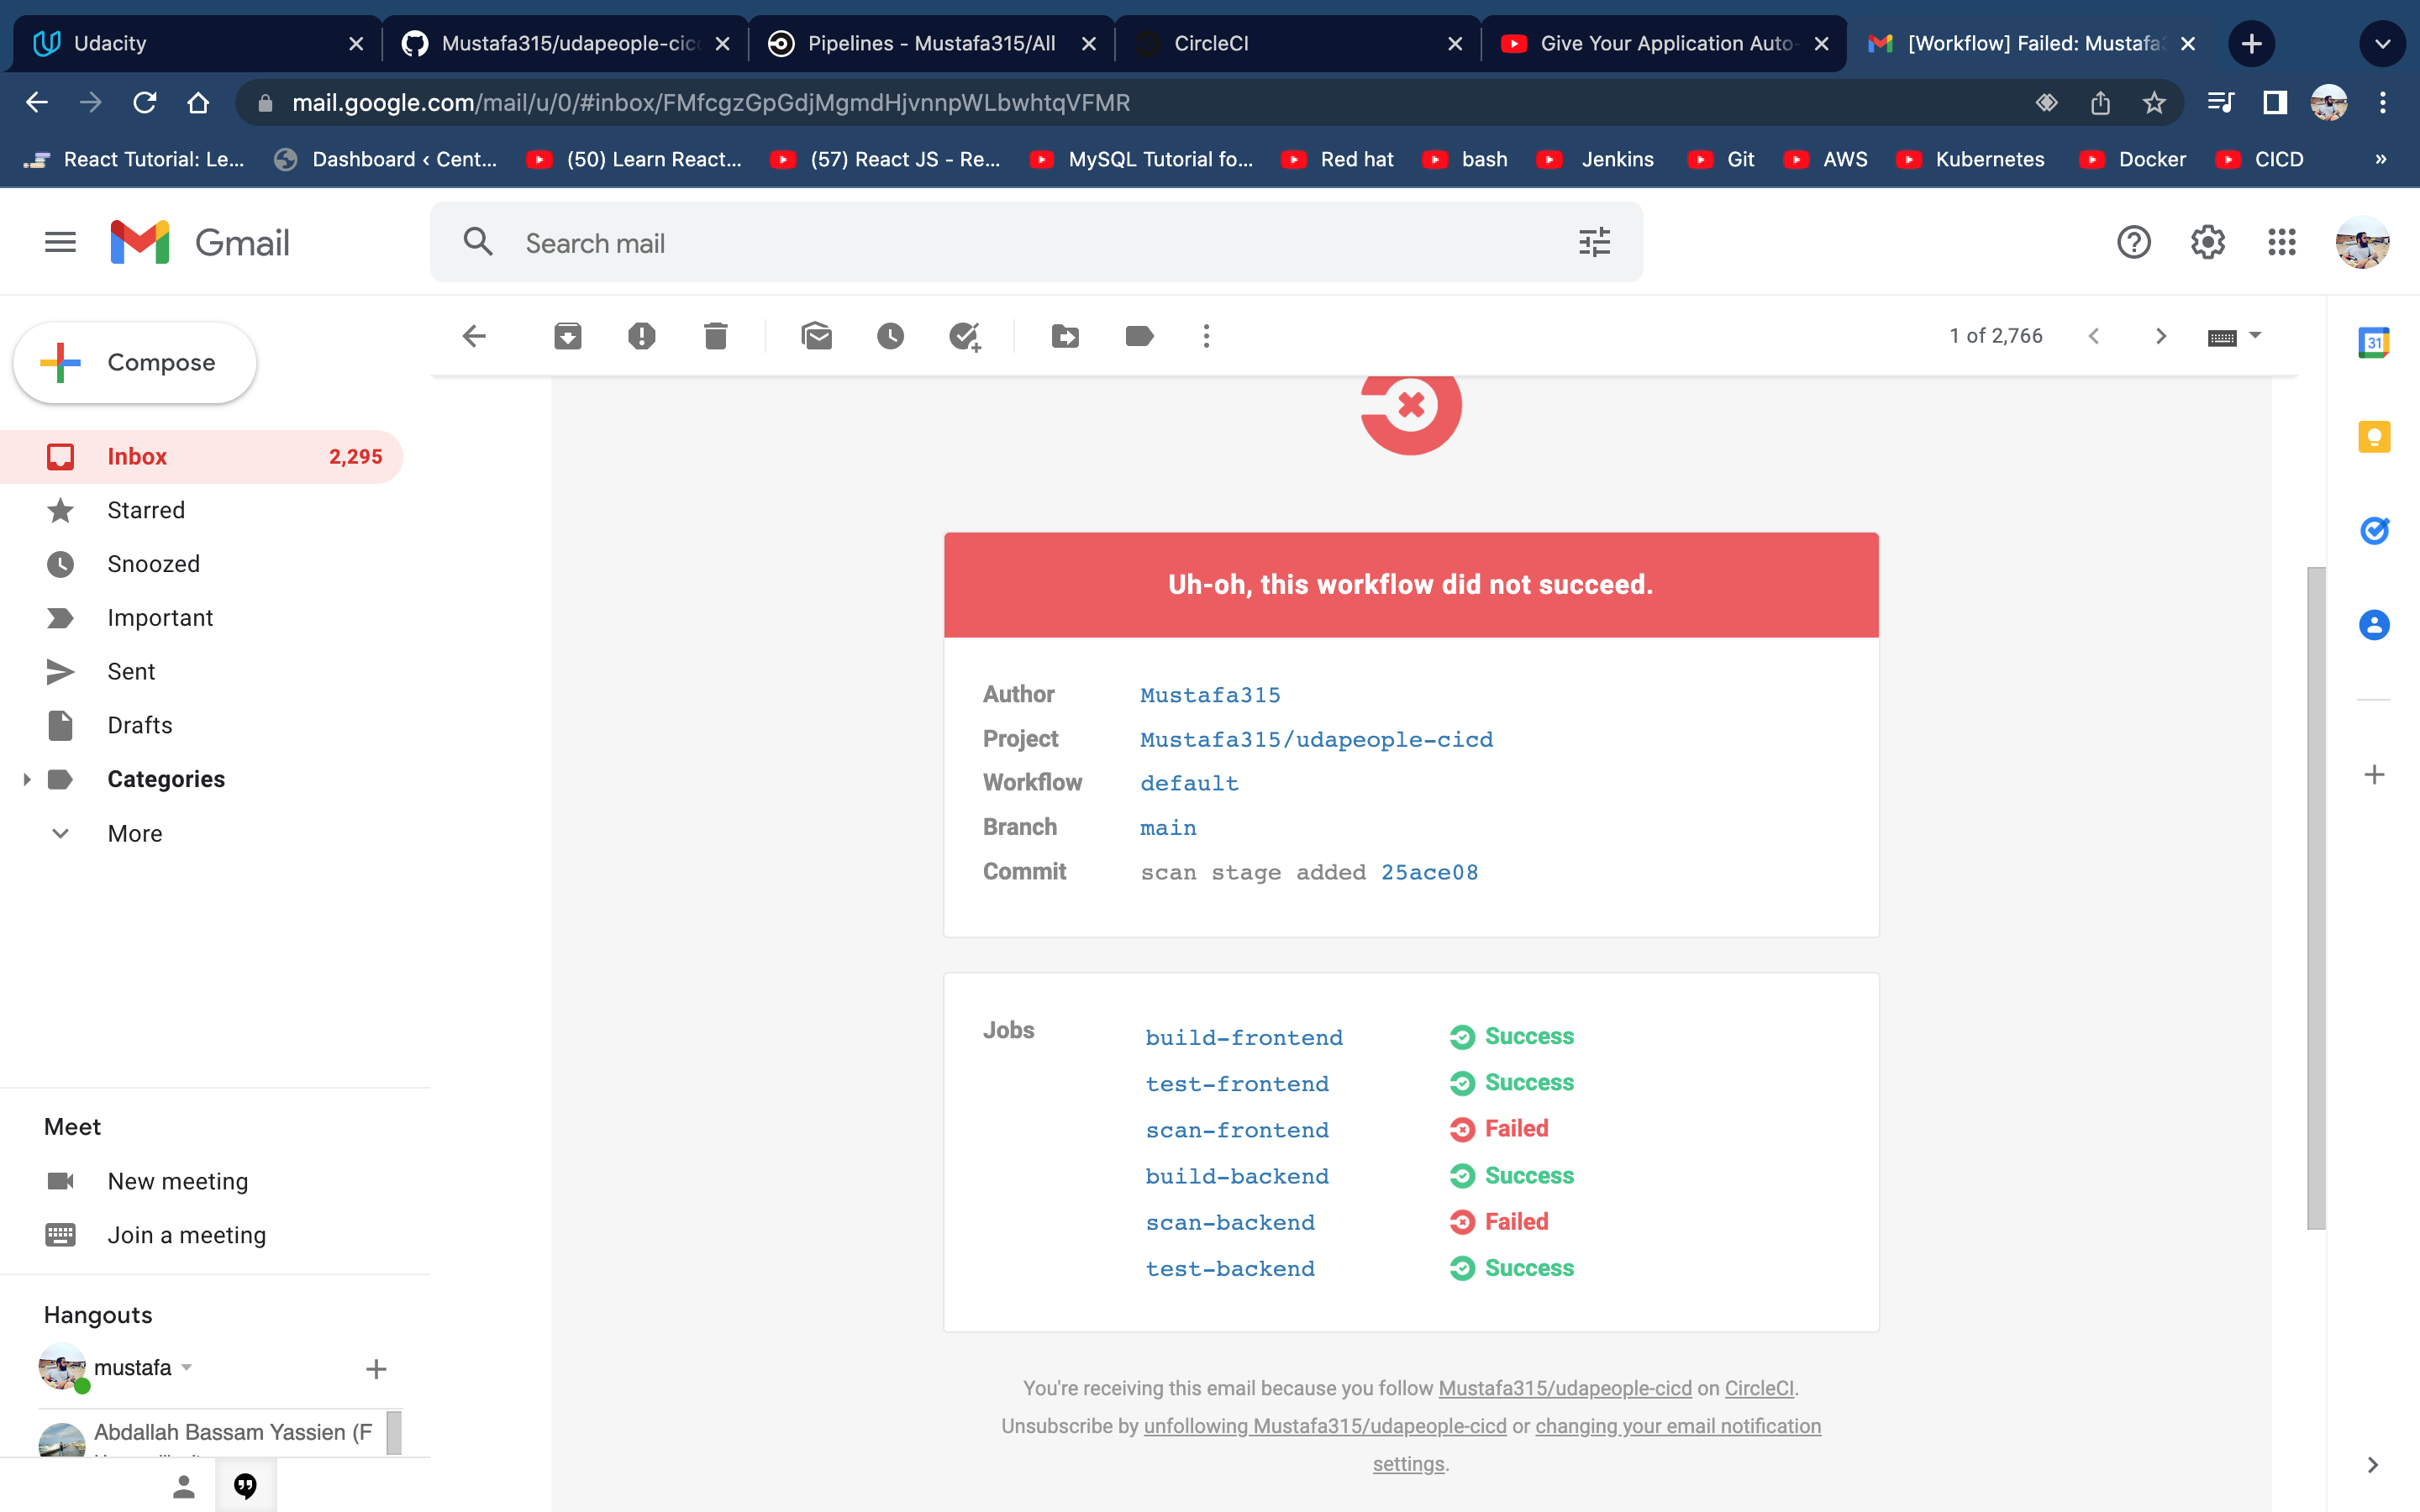 Udacity
Mustafa315/udapeople-cic
Pipelines - Mustafa315/All
CircleCI
Give Your Application Auto-
[Workflow] Failed: Mustafa
mail.google.com/mail/u/0/#inbox/FMfcgzGpGdjMgmdHjvnnpWLbwhtqVFMR
React Tutorial: Le...
Dashboard ‹ Cent...
(50) Learn React...
(57) React JS - Re...
MySQL Tutorial fo...
Red hat
bash
Jenkins
Git
AWS
Kubernetes
Docker
CICD
»
Gmail
Search mail
Compose
1 of 2,766
31
Inbox 2,295
Starred
Snoozed
Important
Sent
Drafts
Categories
More
Uh-oh, this workflow did not succeed.
Author Mustafa315
Project Mustafa315/udapeople-cicd
Workflow default
Branch main
Commit scan stage added 25ace08
Jobs
build-frontend Success
test-frontend Success
scan-frontend Failed
build-backend Success
scan-backend Failed
test-backend Success
You're receiving this email because you follow Mustafa315/udapeople-cicd on CircleCI.
Unsubscribe by unfollowing Mustafa315/udapeople-cicd or changing your email notification
settings.
Meet
New meeting
Join a meeting
Hangouts
mustafa
Abdallah Bassam Yassien (F